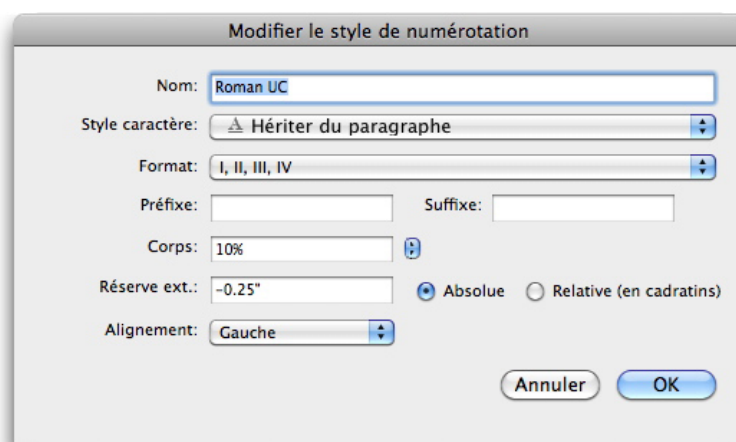 Modifier le style de numérotation
Nom: Roman UC
Style caractère: A Hériter du paragraphe
Format: I, II, III, IV
Préfixe: Suffixe:
Corps: 10%
Réserve ext.: -0.25" Absolue Relative (en cadratins)
Alignement: Gauche
Annuler OK